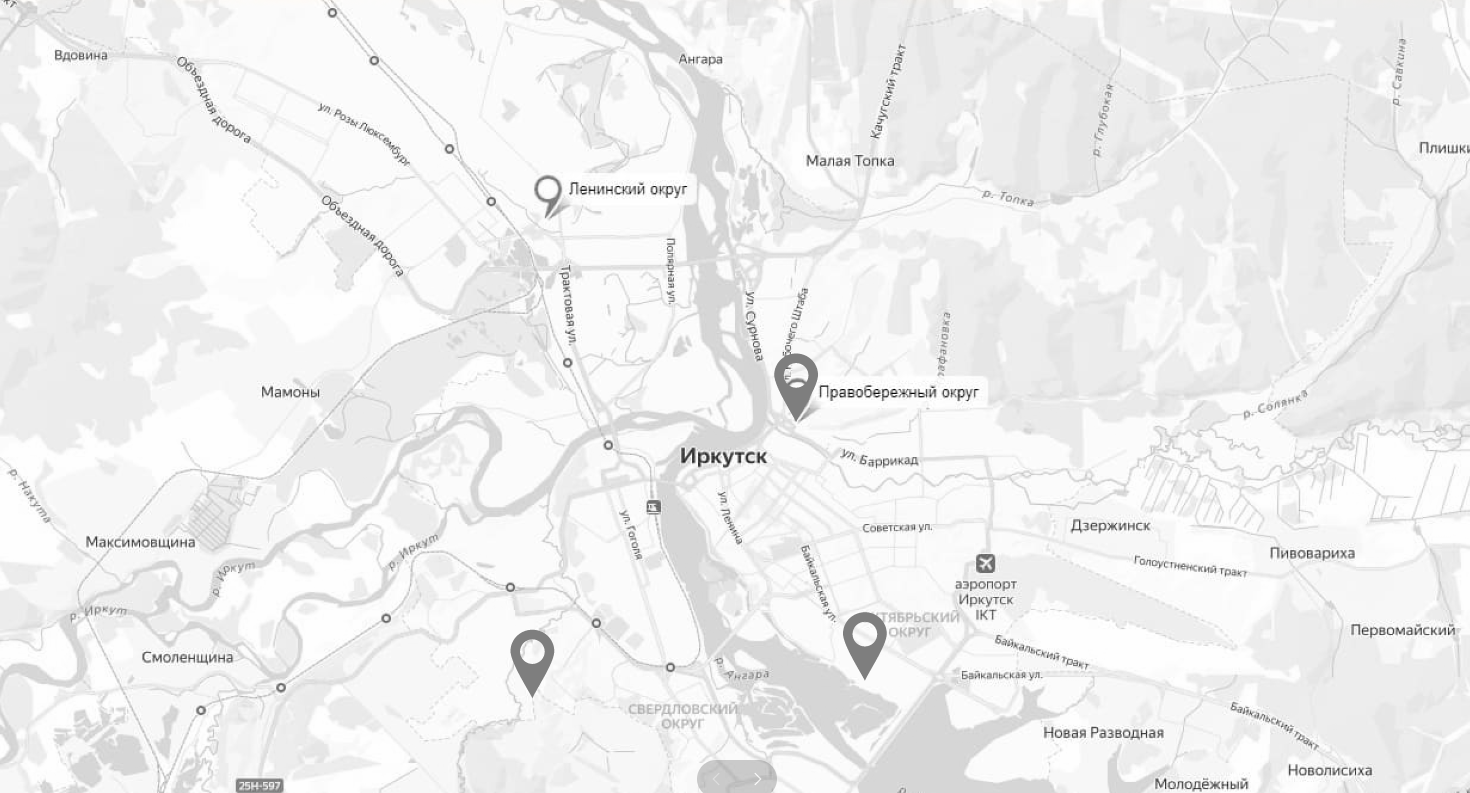 Вдовина
Ангара
Объездная дорога
ул. Розы Люксембург
Качугский тракт
р. Савкина
р. Глубокая
Малая Топка
Плишки
Ленинский округ
р. Топка
Объездная дорога
Полярная ул.
Трактовая ул.
ул. Сурнова
Мамоны
Правобережный округ
р. Солянка
Иркутск
ул. Баррикад
р. Накута
ул. Ленина
ул. Гоголя
Советская ул.
Дзержинск
Максимовщина
р. Иркут
р. Иркут
р. Иркут
Байкальская ул.
Голоустненский тракт
Пивовариха
аэропорт
Иркутск
IKT
ОКРУГ
Первомайский
Смоленщина
Байкальский тракт
р. Ангара
Байкальская ул.
СВЕРДЛОВСКИЙ
ОКРУГ
Байкальский тракт
Новая Разводная
Новолисиха
25Н-597
Молодёжный